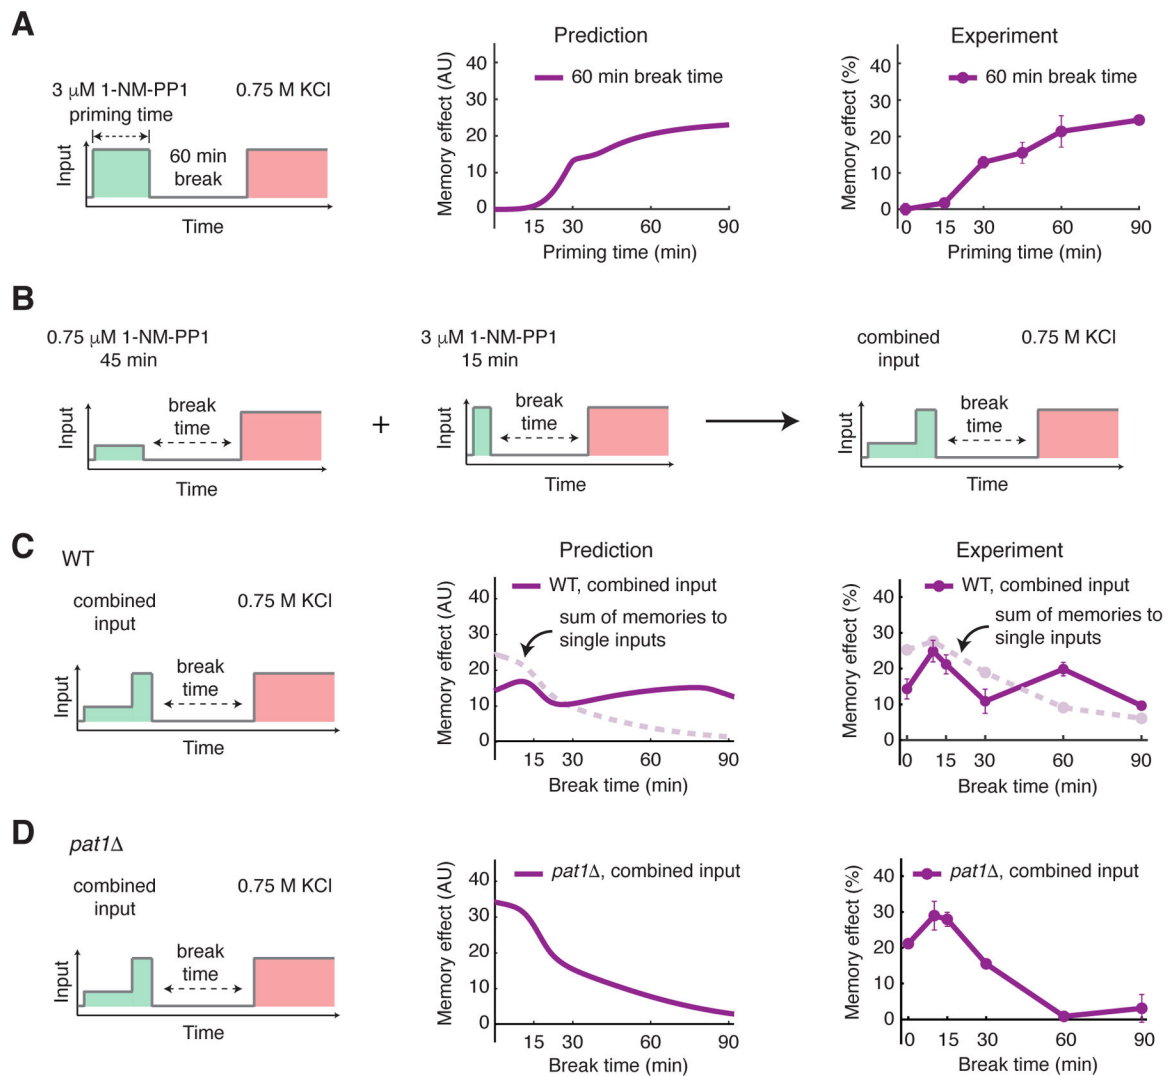 A
3 μM 1-NM-PP1
priming time
0.75 M KCl
Input
60 min
break
Time
Prediction
60 min break time
Memory effect (AU)
40
30
20
10
0
15
30
60
90
Priming time (min)
Experiment
60 min break time
Memory effect (%)
40
30
20
10
0
0
15
30
60
90
Priming time (min)
B
0.75 μM 1-NM-PP1
45 min
Input
break
time
Time
+
3 μM 1-NM-PP1
15 min
Input
break
time
Time
combined
input
0.75 M KCl
Input
break
time
Time
C
WT
combined
input
0.75 M KCl
Input
break
time
Time
Prediction
WT, combined input
sum of memories to
single inputs
Memory effect (AU)
40
30
20
10
0
15
30
60
90
Break time (min)
Experiment
WT, combined input
sum of memories to
single inputs
Memory effect (%)
40
30
20
10
0
0
15
30
60
90
Break time (min)
D
pat1Δ
combined
input
0.75 M KCl
Input
break
time
Time
pat1Δ, combined input
Memory effect (AU)
40
30
20
10
0
15
30
60
90
Break time (min)
pat1Δ, combined input
Memory effect (%)
40
30
20
10
0
0
15
30
60
90
Break time (min)